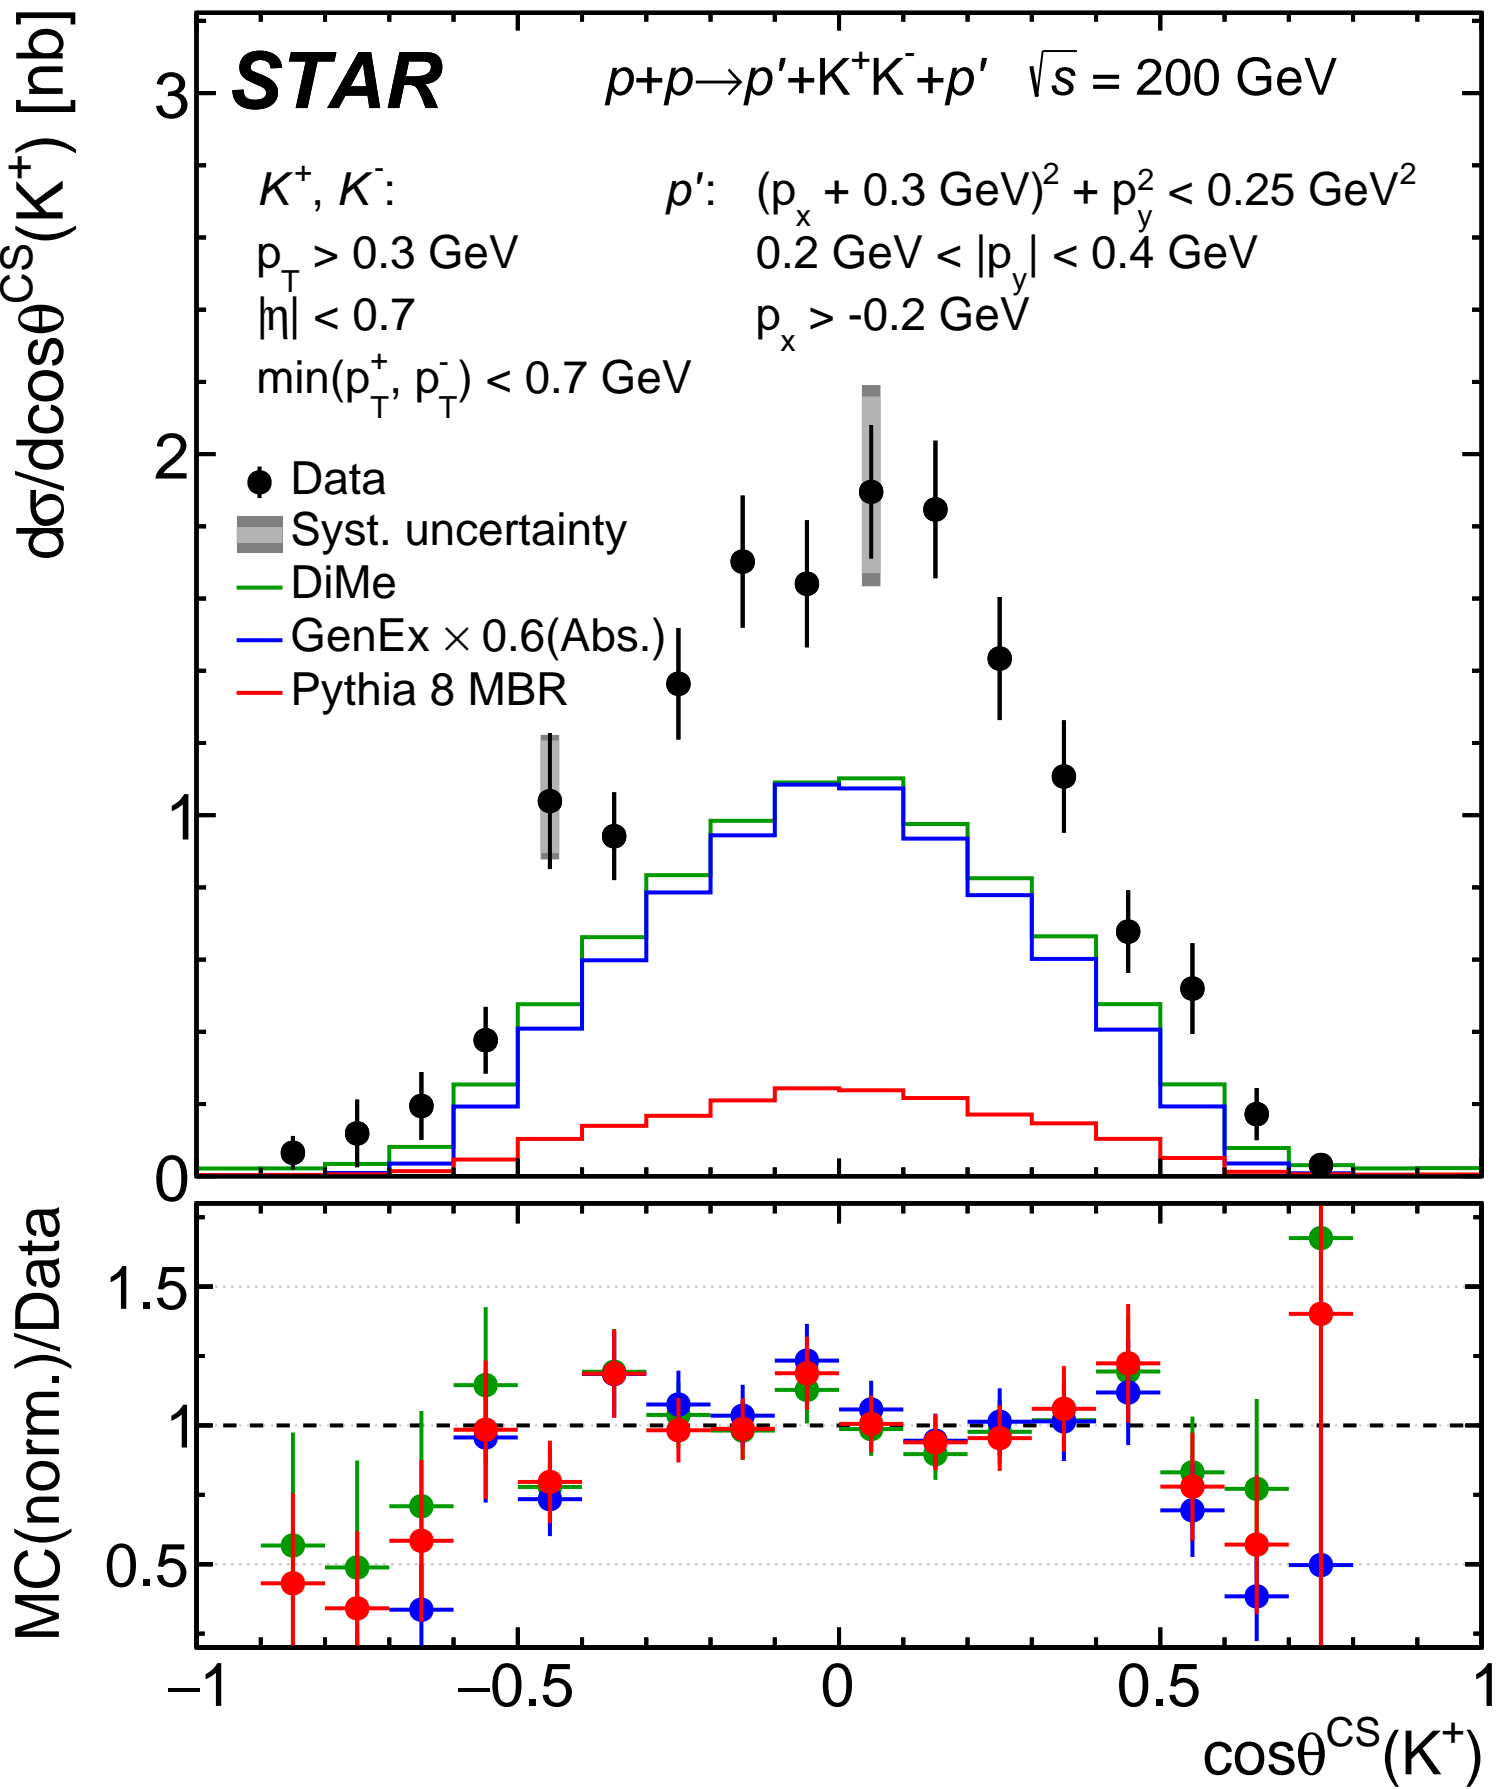 dσ/dcosθ^CS(K⁺) [nb]
3
2
1
0
STAR
p+p→p′+K⁺K⁻+p′ √s = 200 GeV
K⁺, K⁻:
p_T > 0.3 GeV
|η| < 0.7
min(p_T⁺, p_T⁻) < 0.7 GeV
p′: (p_x + 0.3 GeV)² + p_y² < 0.25 GeV²
0.2 GeV < |p_y| < 0.4 GeV
p_x > -0.2 GeV
Data
Syst. uncertainty
DiMe
GenEx × 0.6(Abs.)
Pythia 8 MBR
MC(norm.)/Data
1.5
1
0.5
−1 −0.5 0 0.5 1
cosθ^CS(K⁺)